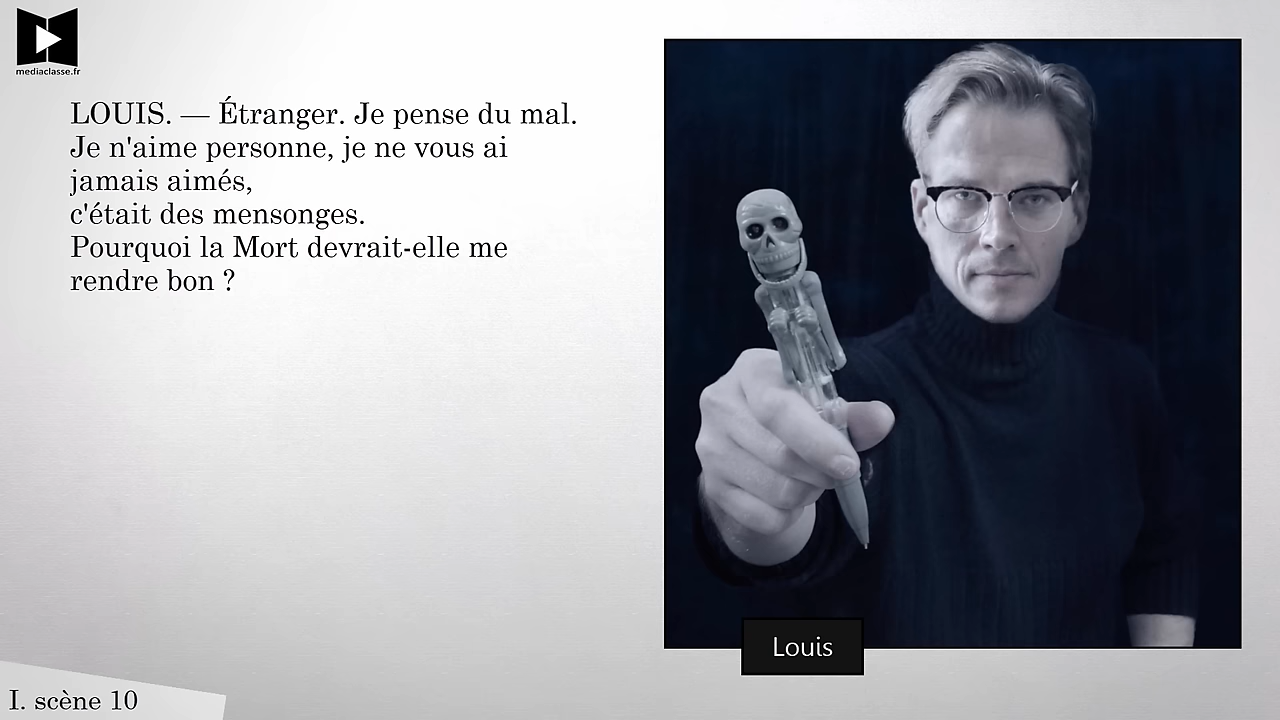 mediaclasse.fr
LOUIS. — Étranger. Je pense du mal.
Je n'aime personne, je ne vous ai
jamais aimés,
c'était des mensonges.
Pourquoi la Mort devrait-elle me
rendre bon ?
Louis
I. scène 10